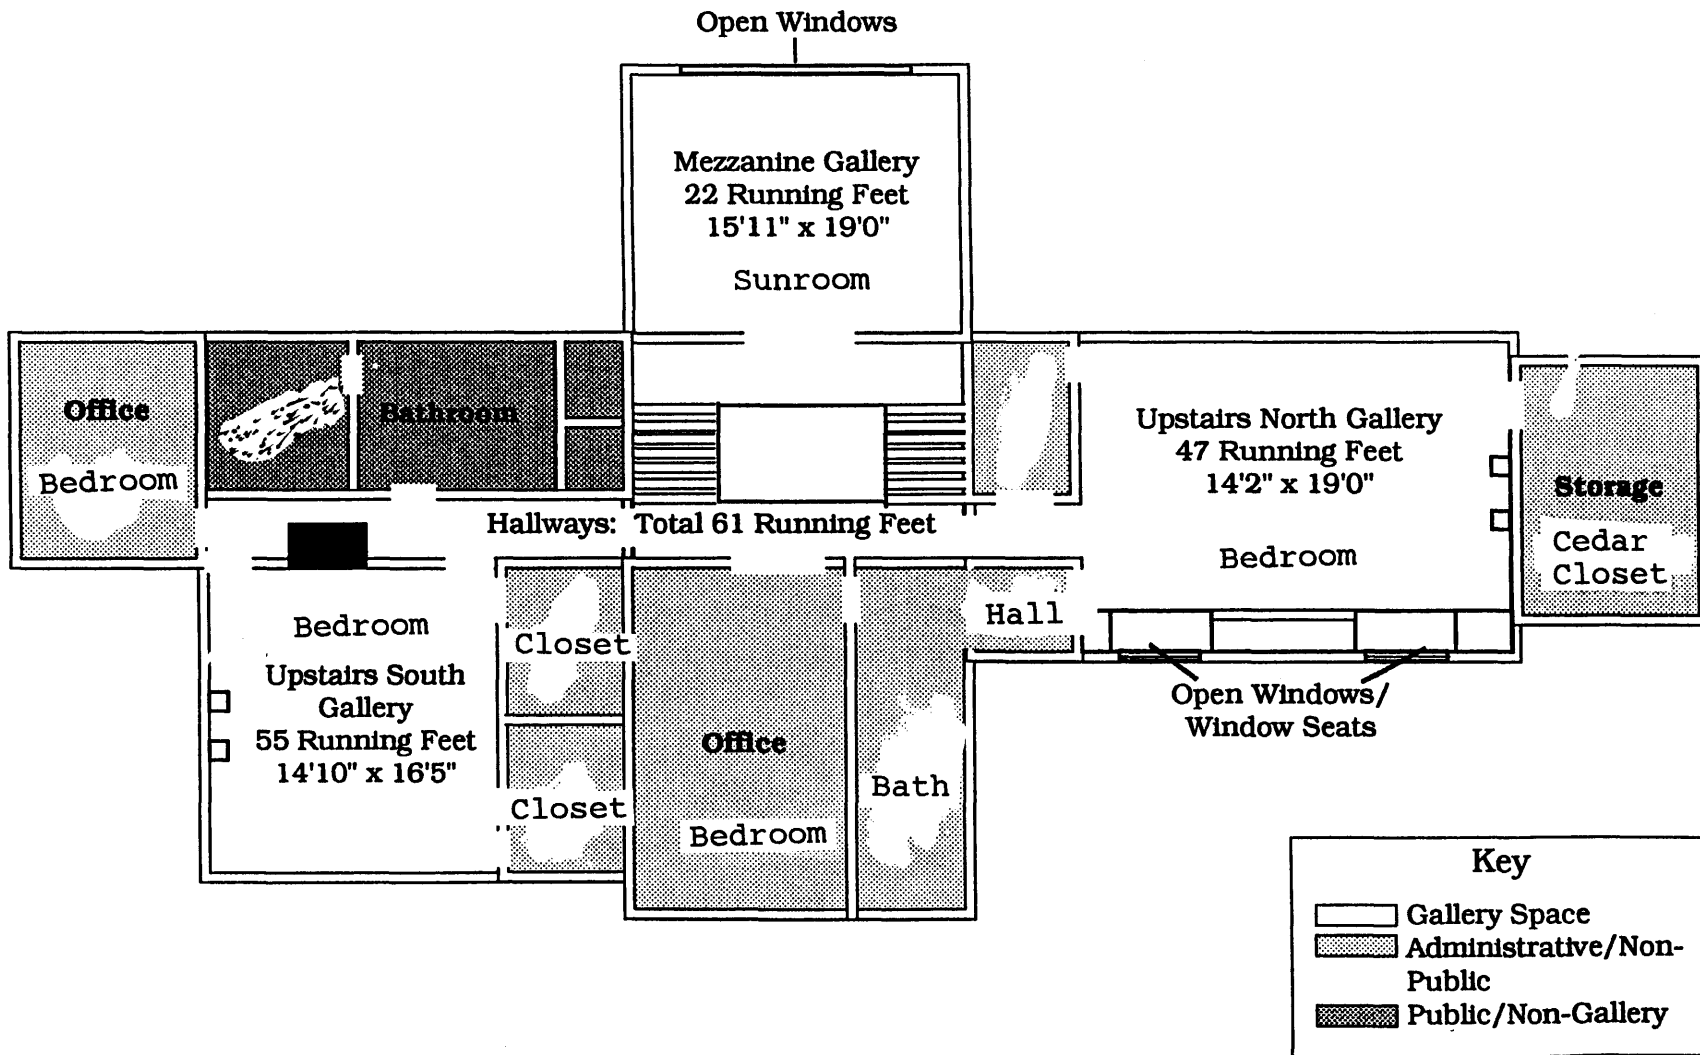 Open Windows
Mezzanine Gallery
22 Running Feet
15'11" x 19'0"
Sunroom
Office
Bedroom
Bathroom
Upstairs North Gallery
47 Running Feet
14'2" x 19'0"
Bedroom
Storage
Cedar
Closet
Hallways: Total 61 Running Feet
Bedroom
Upstairs South
Gallery
55 Running Feet
14'10" x 16'5"
Closet
Closet
Office
Bedroom
Bath
Hall
Open Windows/
Window Seats
Key
Gallery Space
Administrative/Non-
Public
Public/Non-Gallery